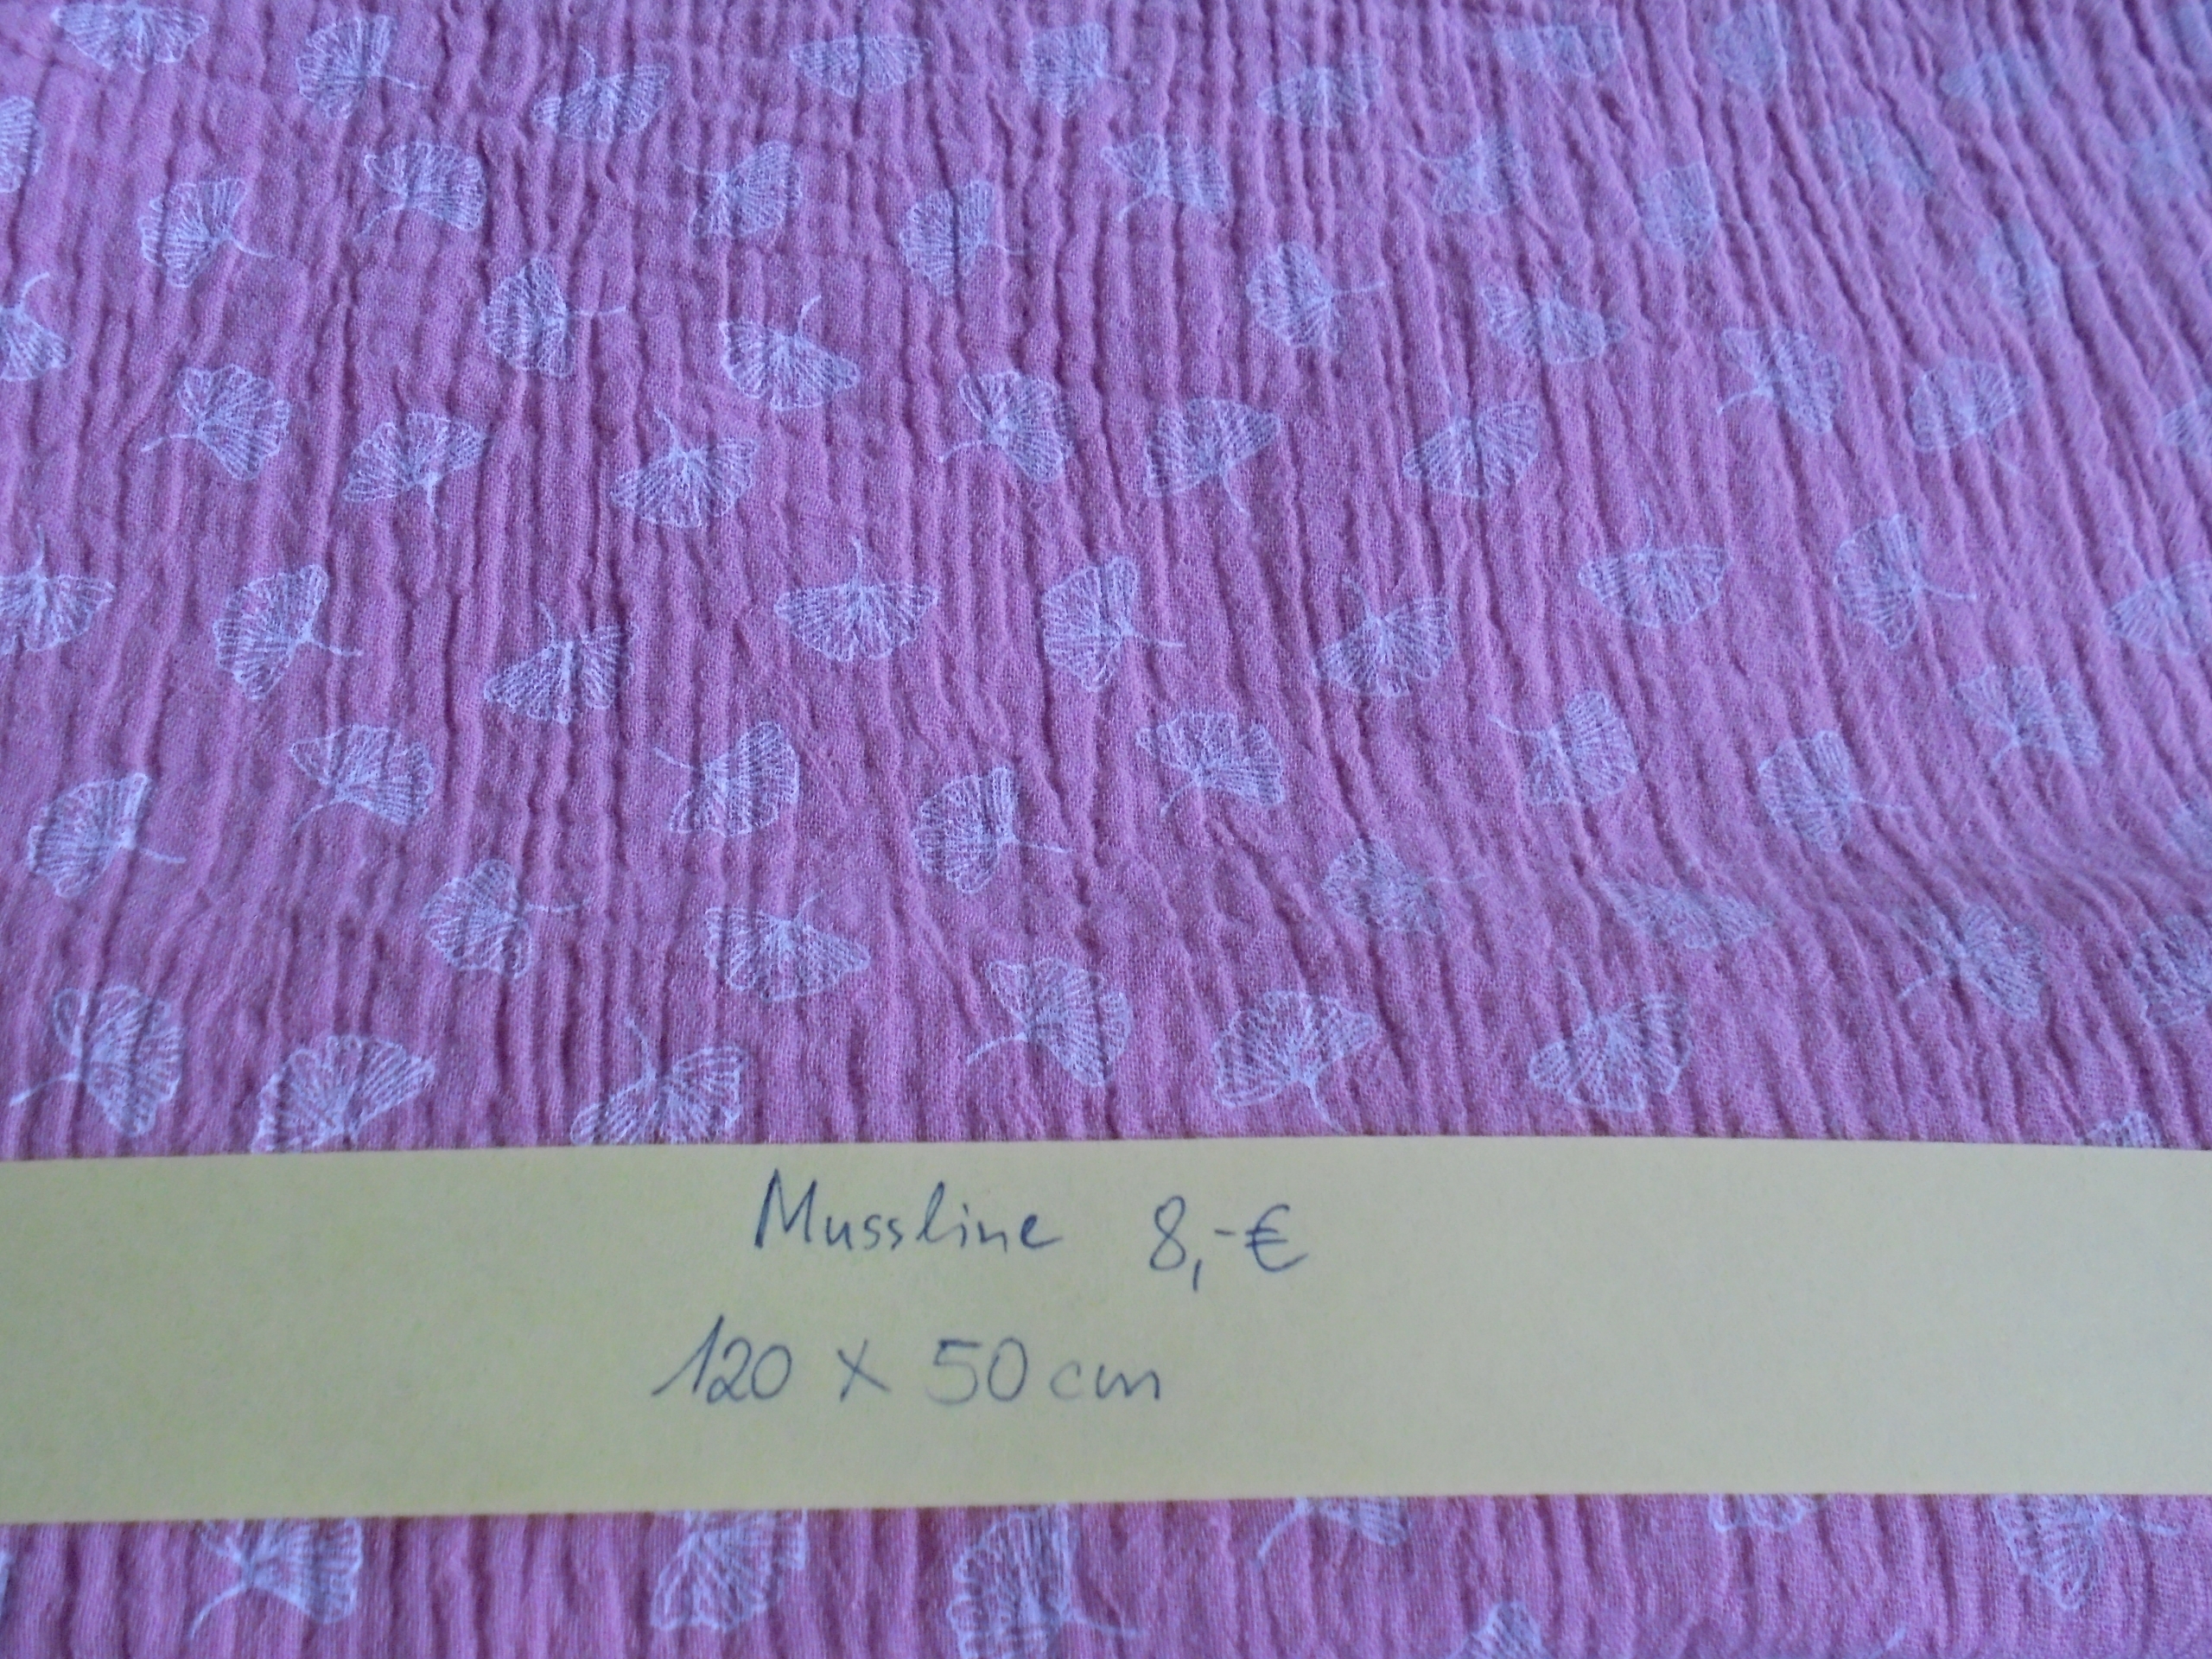 Mussline 8,-€
120 x 50 cm